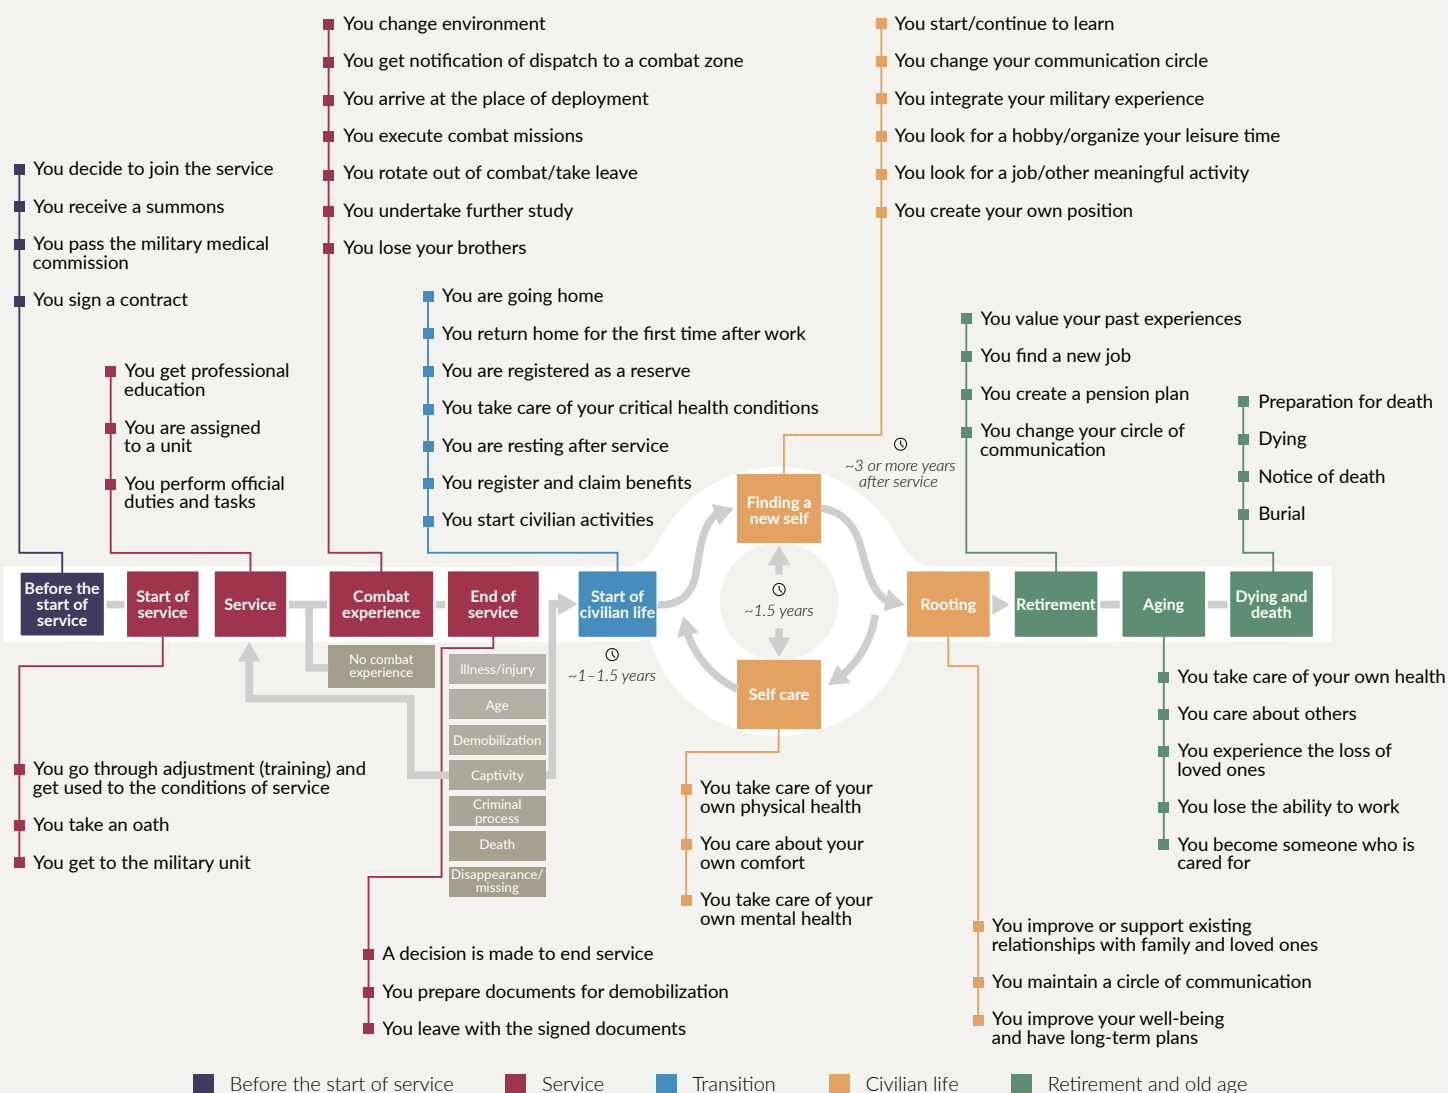 You change environment
You get notification of dispatch to a combat zone
You arrive at the place of deployment
You execute combat missions
You rotate out of combat/take leave
You undertake further study
You lose your brothers
You start/continue to learn
You change your communication circle
You integrate your military experience
You look for a hobby/organize your leisure time
You look for a job/other meaningful activity
You create your own position
You decide to join the service
You receive a summons
You pass the military medical
commission
You sign a contract
You get professional
education
You are assigned
to a unit
You perform official
duties and tasks
You are going home
You return home for the first time after work
You are registered as a reserve
You take care of your critical health conditions
You are resting after service
You register and claim benefits
You start civilian activities
~3 or more years
after service
You value your past experiences
You find a new job
You create a pension plan
You change your circle of
communication
Preparation for death
Dying
Notice of death
Burial
Before the
start of
service
Start of
service
Service
Combat
experience
End of
service
Start of
civilian life
Finding a
new self
~1.5 years
Self care
Rooting
Retirement
Aging
Dying and
death
No combat
experience
Illness/injury
Age
Demobilization
Captivity
Criminal
process
Death
Disappearance/
missing
~1–1.5 years
You go through adjustment (training) and
get used to the conditions of service
You take an oath
You get to the military unit
A decision is made to end service
You prepare documents for demobilization
You leave with the signed documents
You take care of your
own physical health
You care about your
own comfort
You take care of your
own mental health
You take care of your own health
You care about others
You experience the loss of
loved ones
You lose the ability to work
You become someone who is
cared for
You improve or support existing
relationships with family and loved ones
You maintain a circle of communication
You improve your well-being
and have long-term plans
Before the start of service
Service
Transition
Civilian life
Retirement and old age